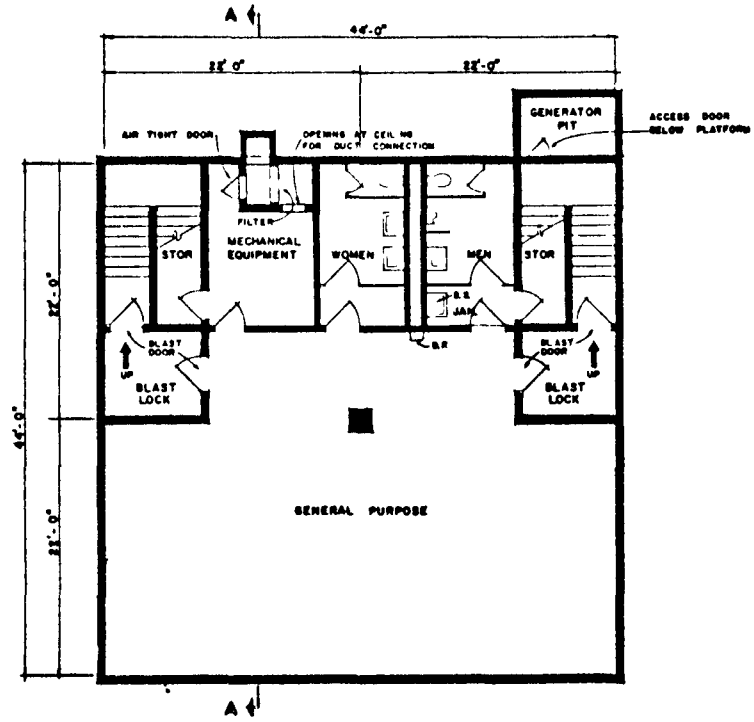 A
44'-0"
22'-0"
22'-0"
GENERATOR
PIT
ACCESS DOOR
BELOW PLATFORM
AIR TIGHT DOOR
OPENING AT CEILING
FOR DUCT CONNECTION
FILTER
MECHANICAL
EQUIPMENT
STOR
WOMEN
MEN
STOR
S.S.
JAN.
D.F.
BLAST
DOOR
UP
BLAST
LOCK
BLAST
DOOR
UP
BLAST
LOCK
22'-0"
44'-0"
22'-0"
GENERAL PURPOSE
A